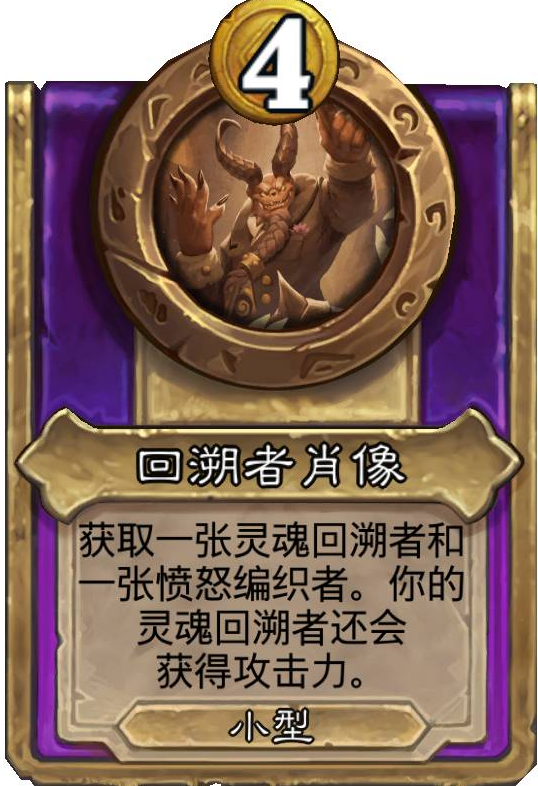 4
回溯者肖像
获取一张灵魂回溯者和
一张愤怒编织者。你的
灵魂回溯者还会
获得攻击力。
小型